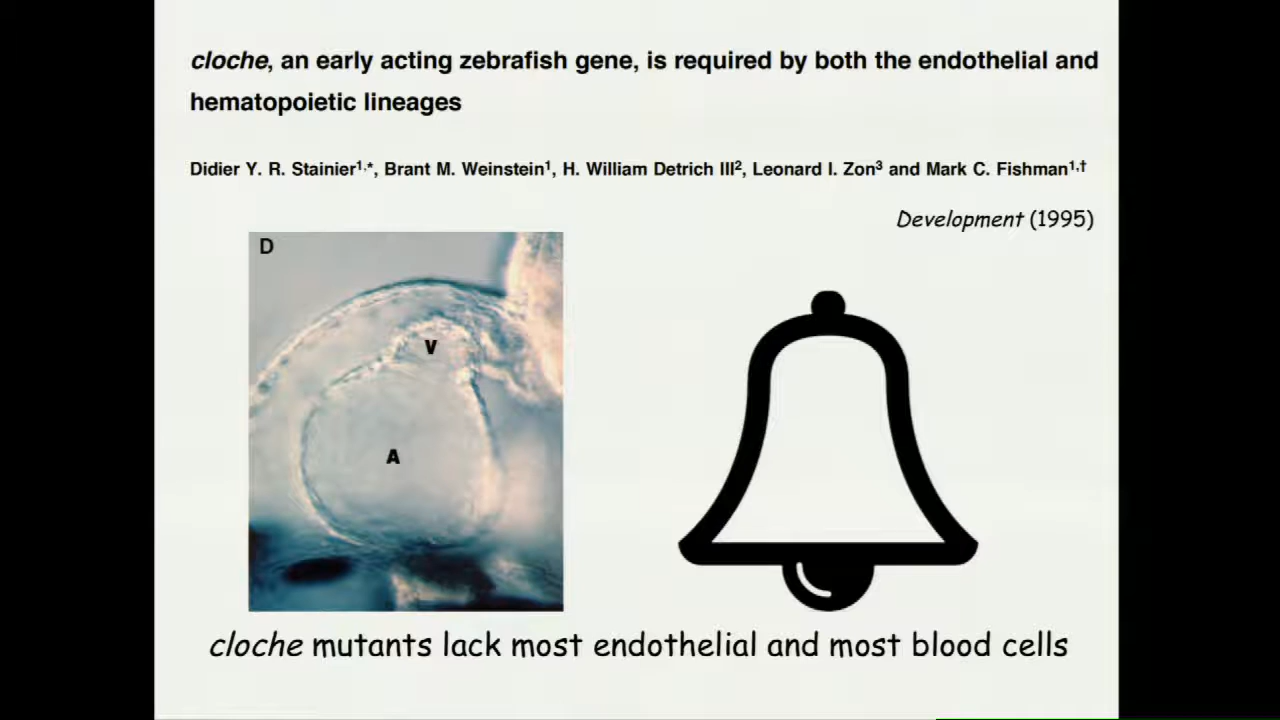 cloche, an early acting zebrafish gene, is required by both the endothelial and
hematopoietic lineages
Didier Y. R. Stainier1,*, Brant M. Weinstein1, H. William Detrich III2, Leonard I. Zon3 and Mark C. Fishman1,†
Development (1995)
D
V
A
cloche mutants lack most endothelial and most blood cells